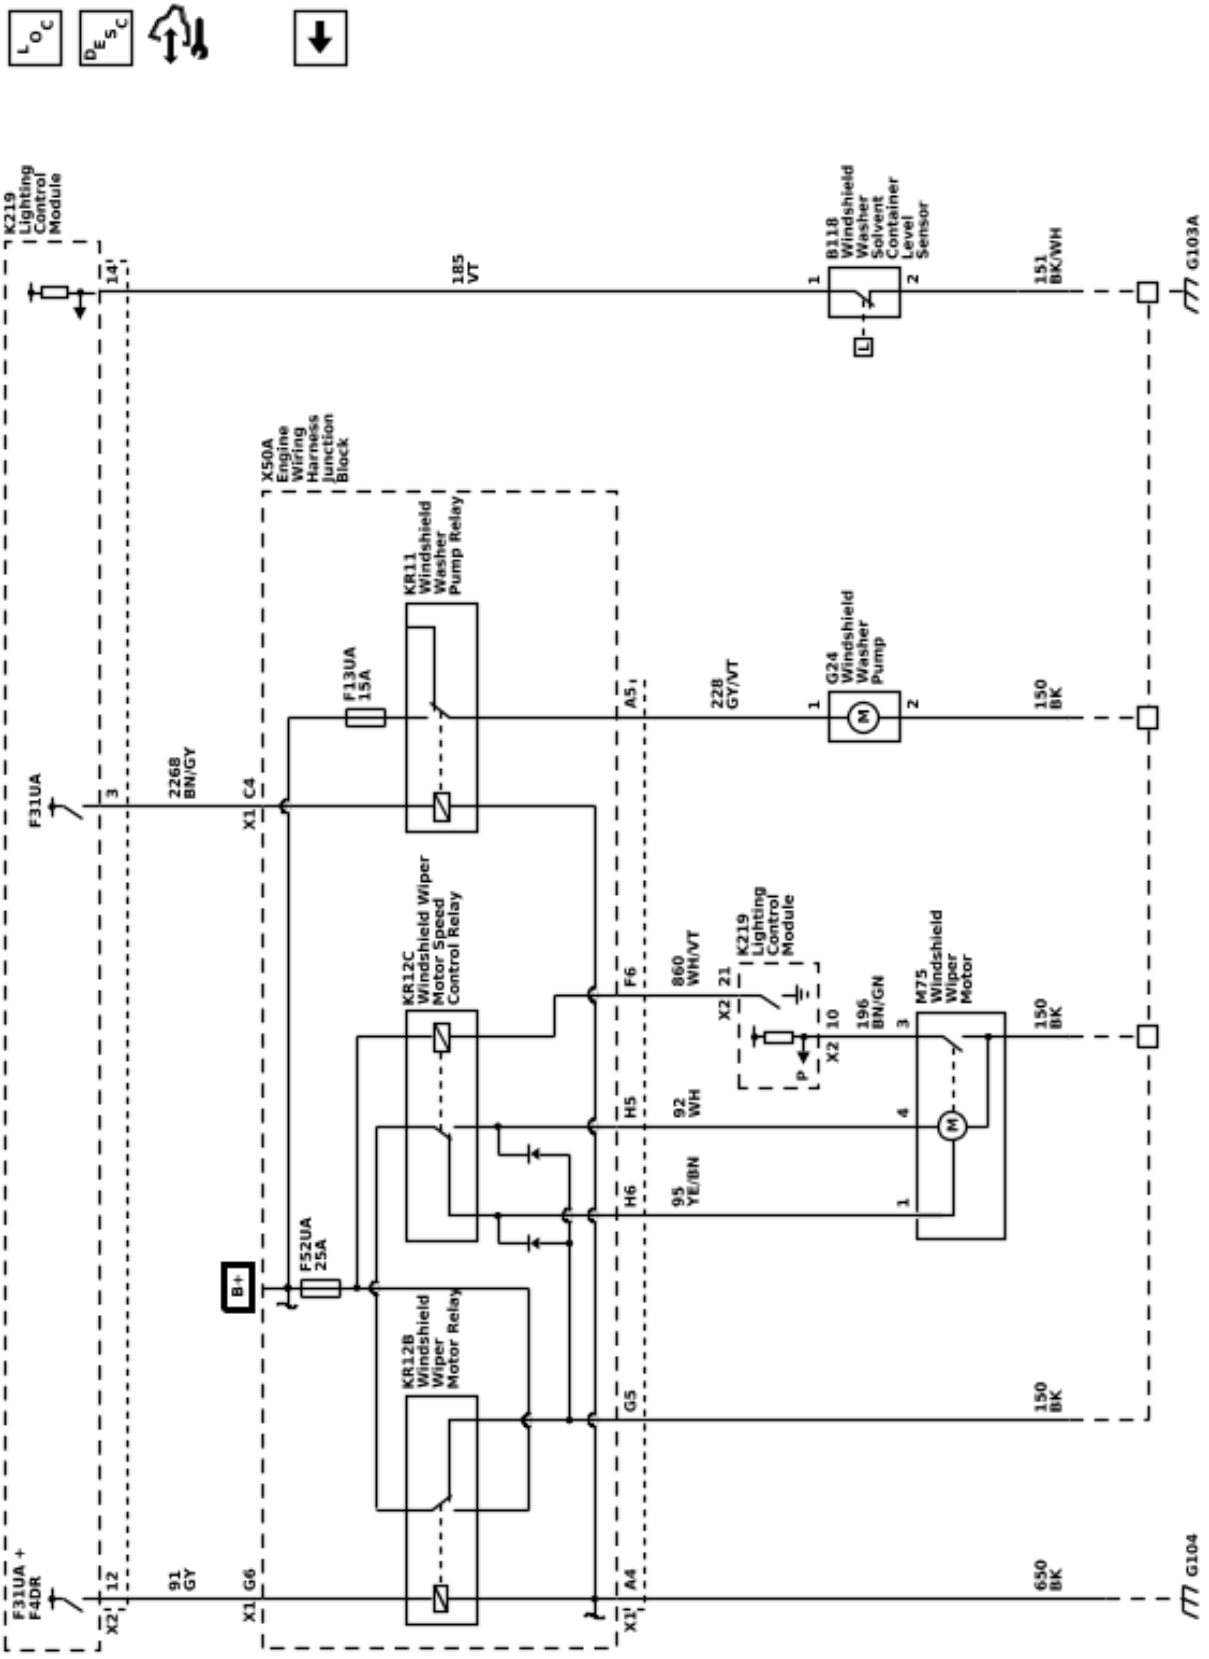 LOC
DESC
K219
Lighting
Control
Module
F31UA +
F4DR
F31UA
X2
12
3
14
91
GY
2268
BN/GY
185
VT
B+
X1
G6
X1
C4
X50A
Engine
Wiring
Harness
Junction
Block
F52UA
25A
F13UA
15A
KR12B
Windshield
Wiper
Motor Relay
KR12C
Windshield Wiper
Motor Speed
Control Relay
KR11
Windshield
Washer
Pump Relay
X1
A4
G5
H6
H5
F6
A5
95
YE/BN
92
WH
860
WH/VT
228
GY/VT
X2
21
K219
Lighting
Control
Module
P
X2
10
196
BN/GN
G24
Windshield
Washer
Pump
1
M
2
B118
Windshield
Washer
Solvent
Container
Level
Sensor
1
L
2
M75
Windshield
Wiper
Motor
1
4
3
M
650
BK
150
BK
150
BK
150
BK
151
BK/WH
G104
G103A